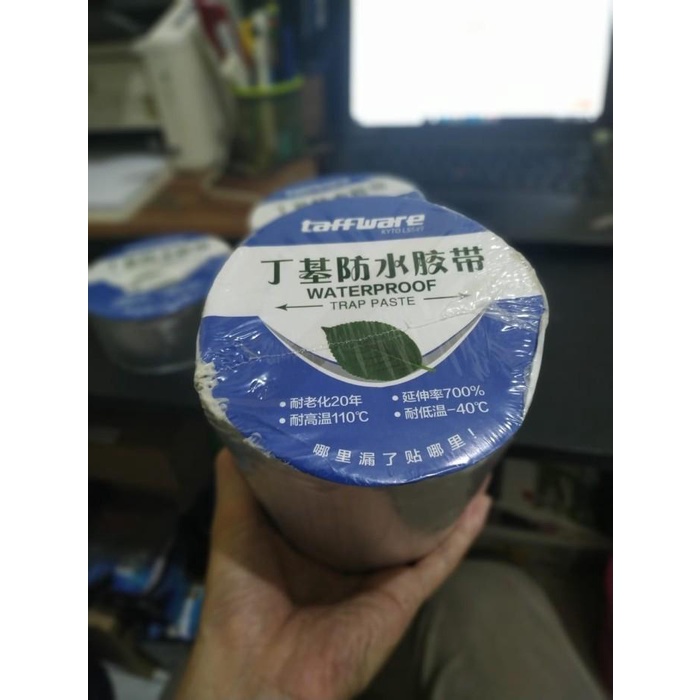 taffware
丁基防水胶带
WATERPROOF
TRAP PASTE
• 耐老化20年 • 延伸率700%
• 耐高温110℃ • 耐低温-40℃
哪里漏了贴哪里!